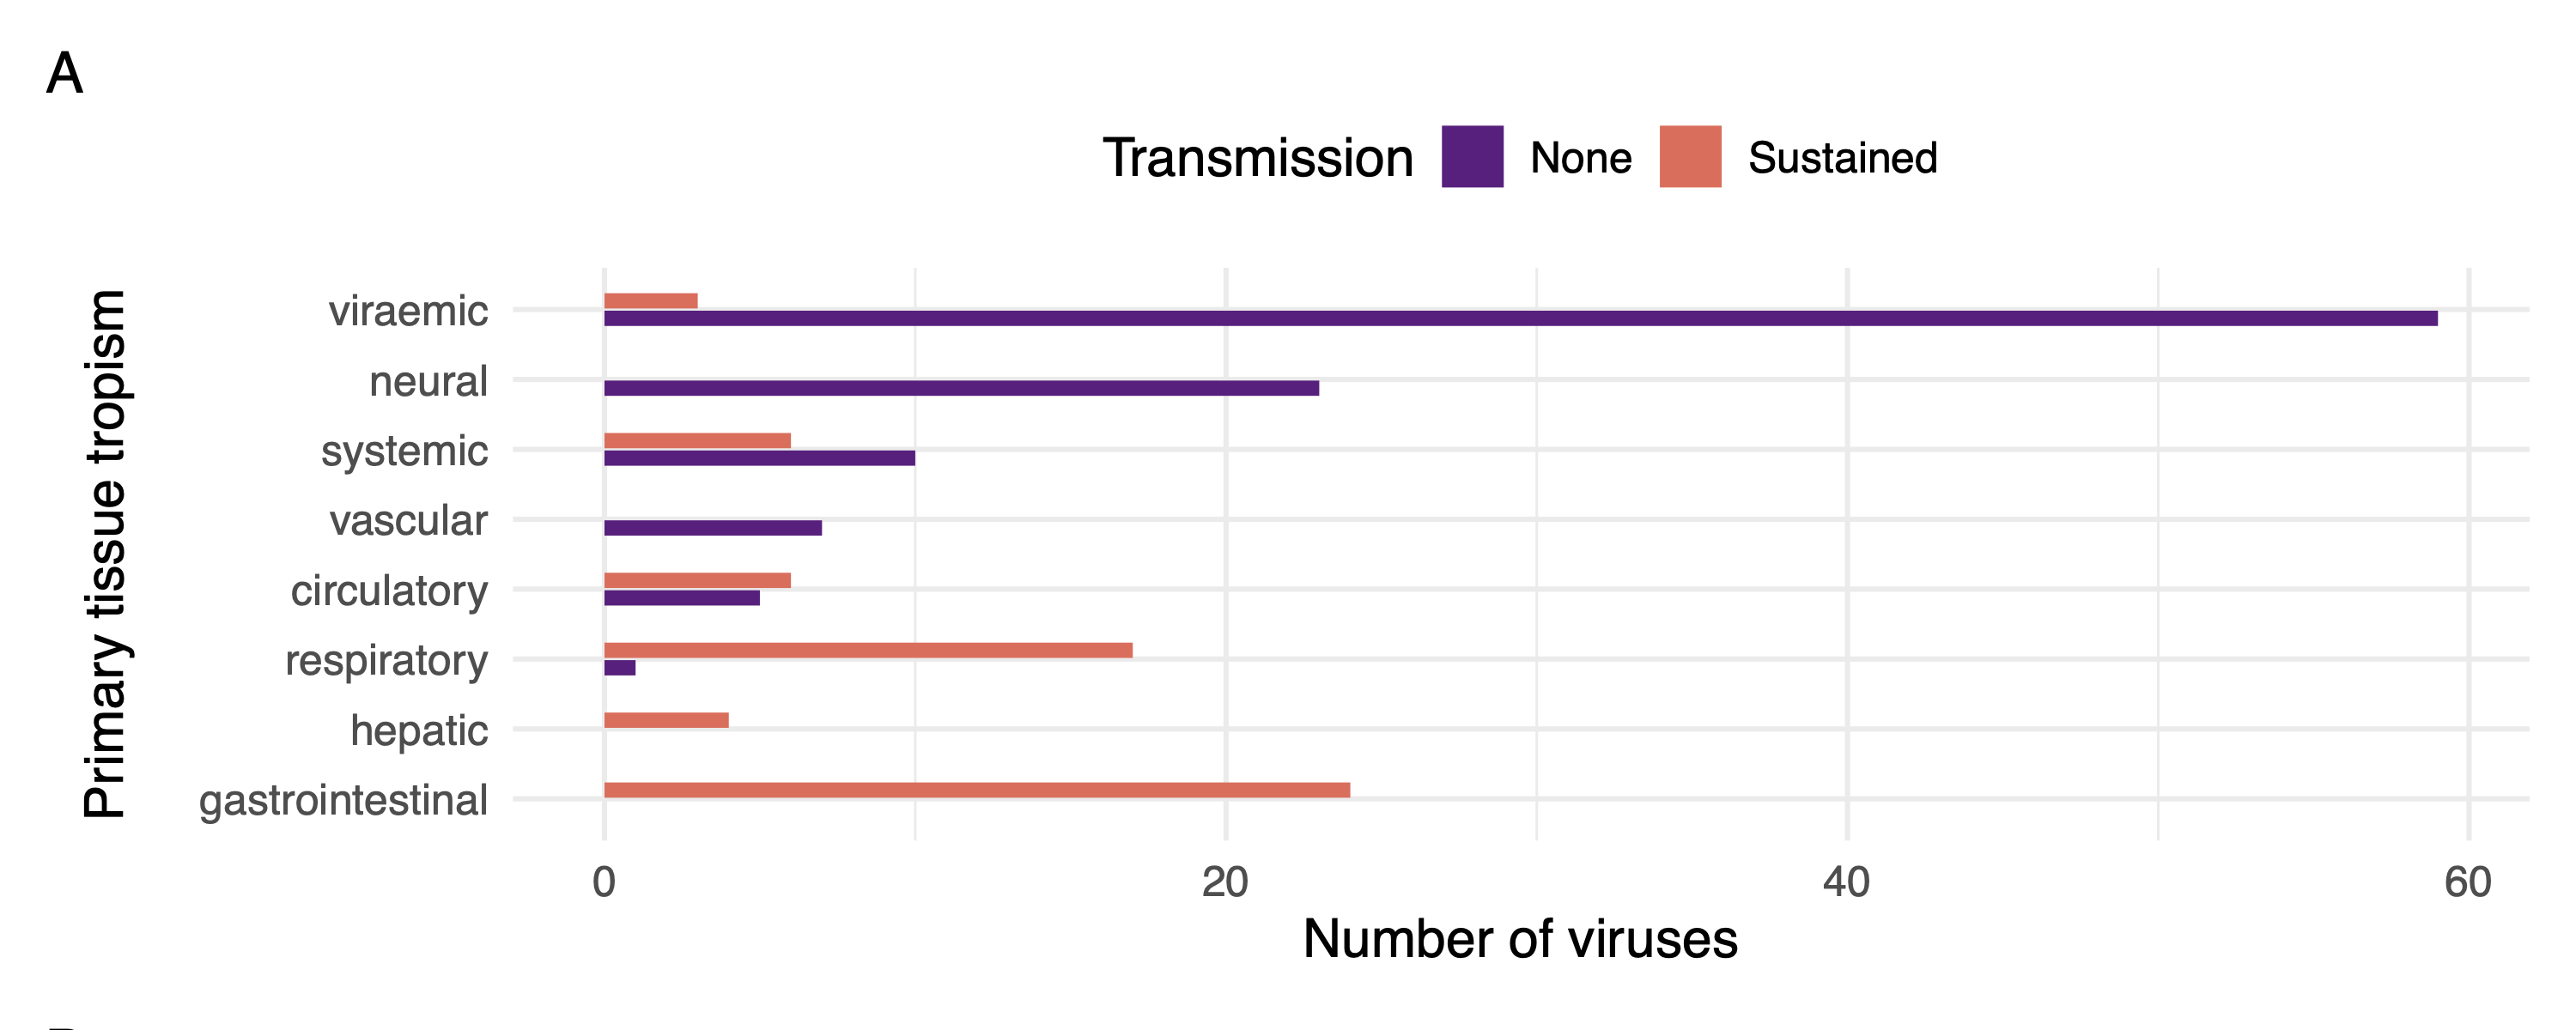 A
Transmission None Sustained
Primary tissue tropism
viraemic
neural
systemic
vascular
circulatory
respiratory
hepatic
gastrointestinal
0 20 40 60
Number of viruses